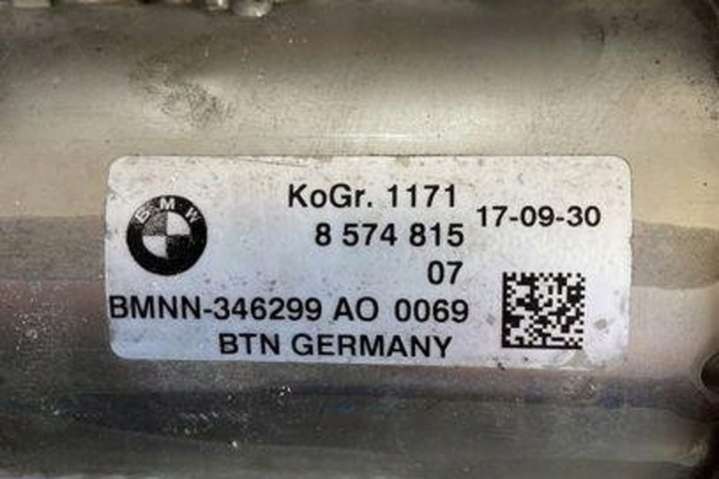 BMW
KoGr. 1171
17-09-30
8 574 815
07
BMNN-346299 AO 0069
BTN GERMANY